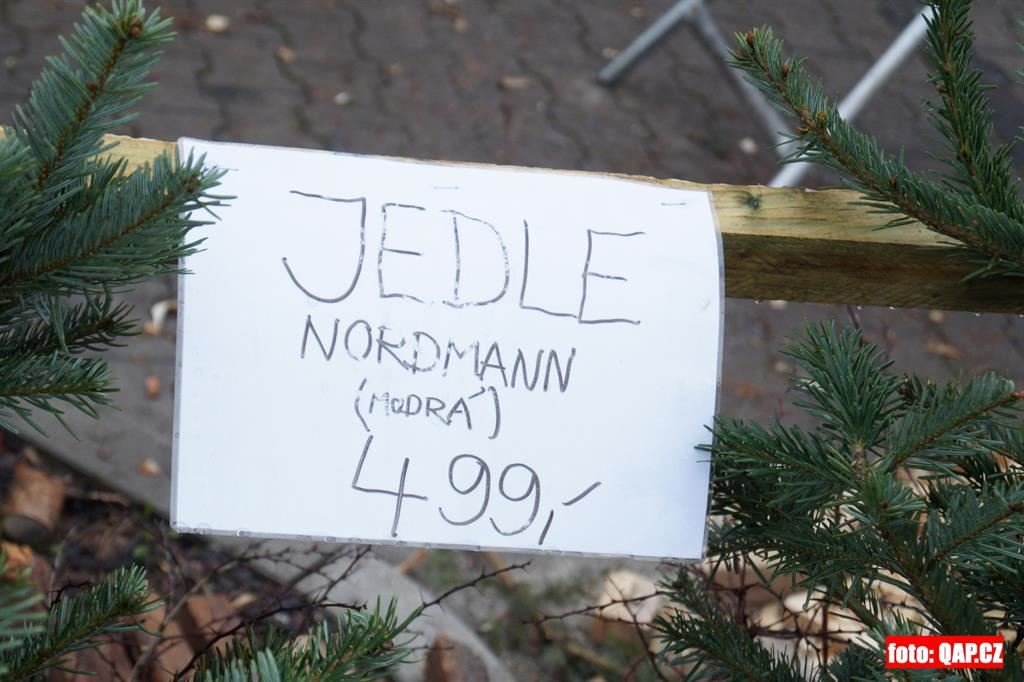 JEDLE
NORDMANN
(MODRÁ)
499,-
foto: QAP.CZ